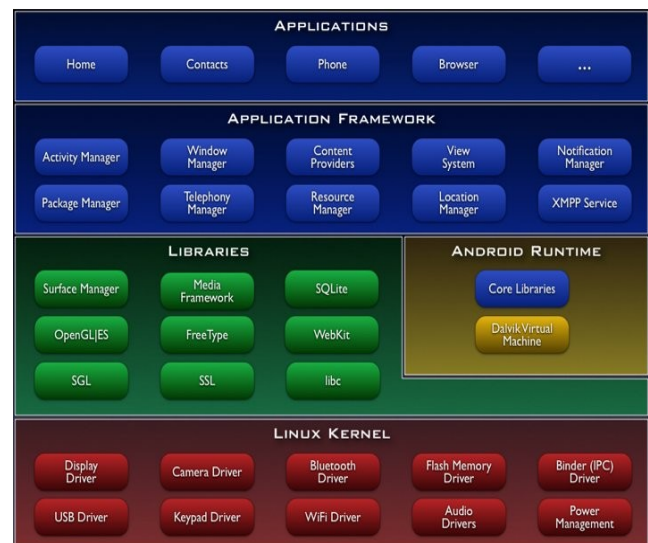 APPLICATIONS
Home
Contacts
Phone
Browser
...
APPLICATION FRAMEWORK
Activity Manager
Window
Manager
Content
Providers
View
System
Notification
Manager
Package Manager
Telephony
Manager
Resource
Manager
Location
Manager
XMPP Service
LIBRARIES
Surface Manager
Media
Framework
SQLite
OpenGL|ES
FreeType
WebKit
SGL
SSL
libc
ANDROID RUNTIME
Core Libraries
Dalvik Virtual
Machine
LINUX KERNEL
Display
Driver
Camera Driver
Bluetooth
Driver
Flash Memory
Driver
Binder (IPC)
Driver
USB Driver
Keypad Driver
WiFi Driver
Audio
Drivers
Power
Management